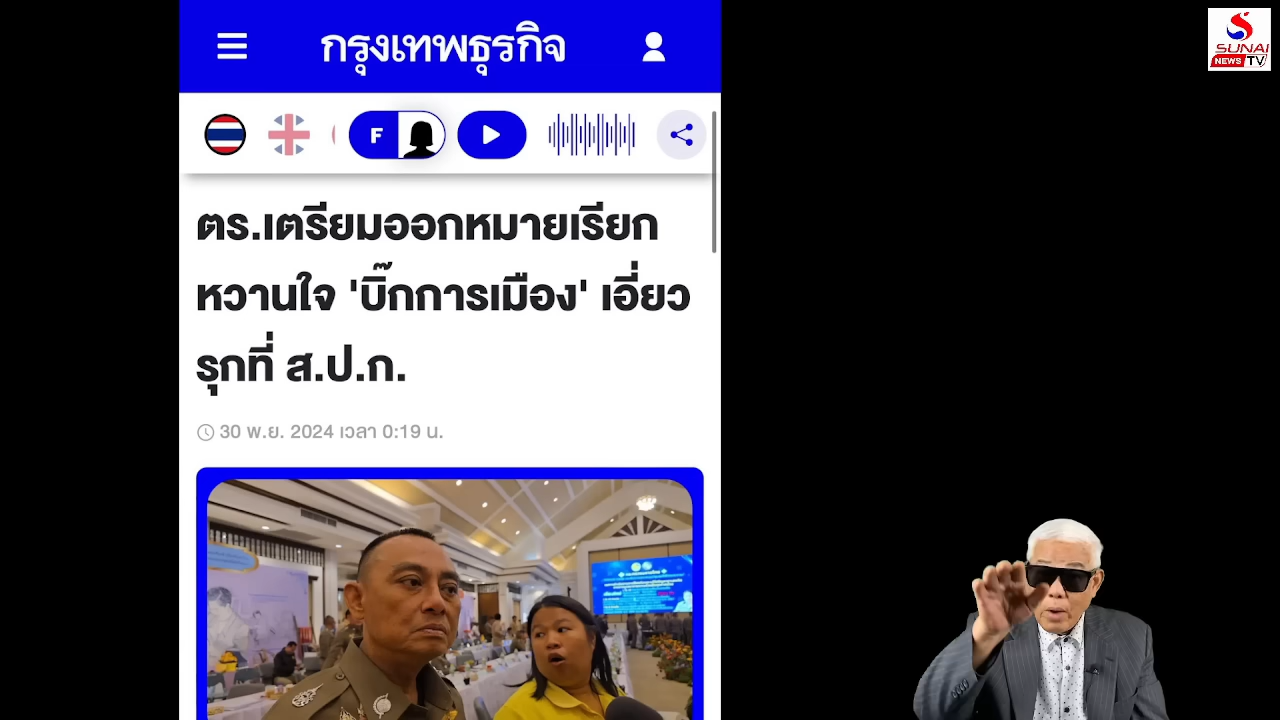 กรุงเทพธุรกิจ
SUNAI
NEWS TV
F
ตร.เตรียมออกหมายเรียก
หวานใจ 'บิ๊กการเมือง' เอี่ยว
รุกที่ ส.ป.ก.
30 พ.ย. 2024 เวลา 0:19 น.